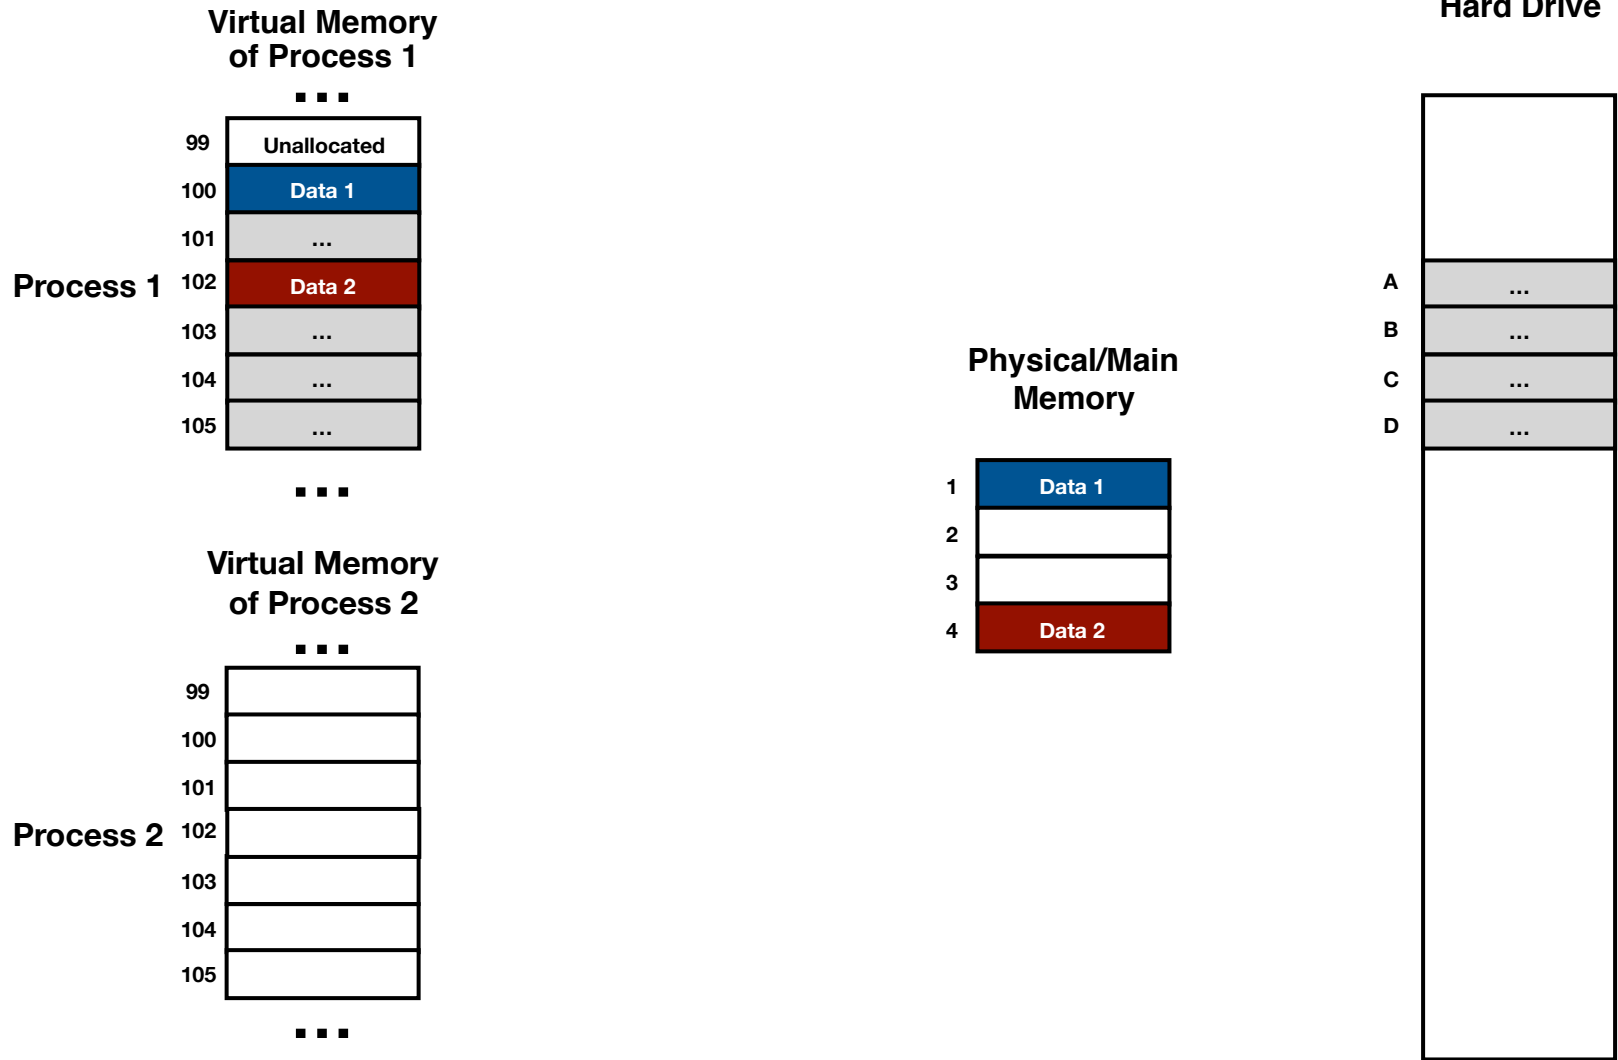 Virtual Memory
of Process 1
...
99 Unallocated
100 Data 1
101 ...
Process 1 102 Data 2
103 ...
104 ...
105 ...
...
Virtual Memory
of Process 2
...
99
100
101
Process 2 102
103
104
105
...
Physical/Main
Memory
1 Data 1
2
3
4 Data 2
Hard Drive
A ...
B ...
C ...
D ...